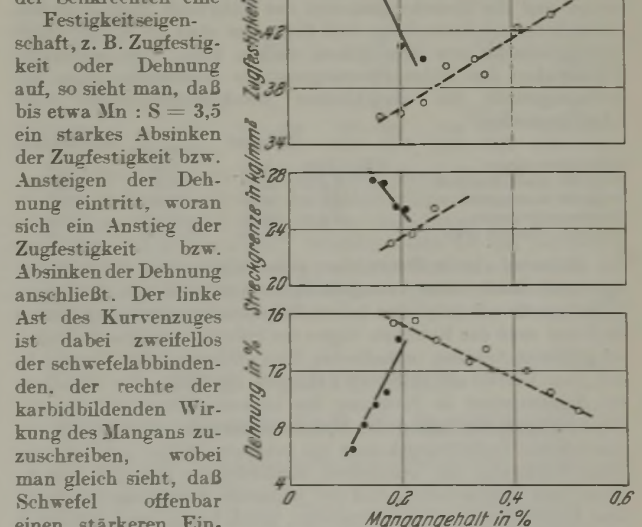 der Senkrechten eine
Festigkeitseigen-
schaft, z. B. Zugfestig-
keit oder Dehnung
auf, so sieht man, daß
bis etwa Mn : S = 3,5
ein starkes Absinken
der Zugfestigkeit bzw.
Ansteigen der Deh-
nung eintritt, woran
sich ein Anstieg der
Zugfestigkeit bzw.
Absinken der Dehnung
anschließt. Der linke
Ast des Kurvenzuges
ist dabei zweifellos
der schwefelabbinden-
den, der rechte der
karbidbildenden Wir-
kung des Mangans zu-
zuschreiben, wobei
man gleich sieht, daß
Schwefel offenbar
einen stärkeren Ein-
Zugfestigkeit
42
38
34
Streckgrenze in kg/mm²
28
24
20
Dehnung in %
16
12
8
4
0 0,2 0,4 0,6
Mangangehalt in %